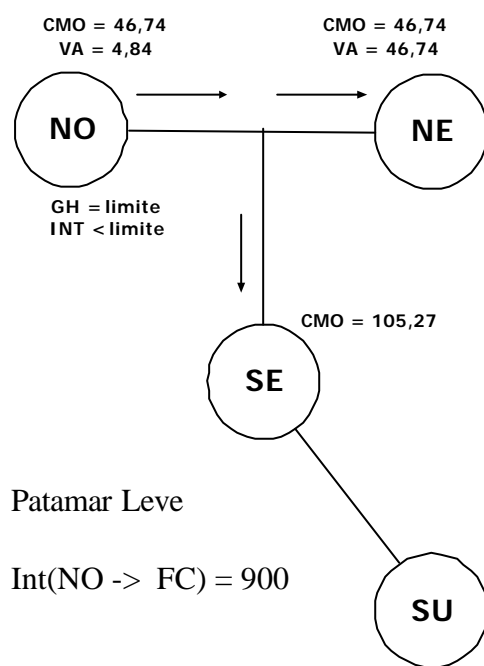 CMO = 46,74
VA = 4,84
CMO = 46,74
VA = 46,74
NO
NE
GH = limite
INT < limite
CMO = 105,27
SE
Patamar Leve
Int(NO -> FC) = 900
SU